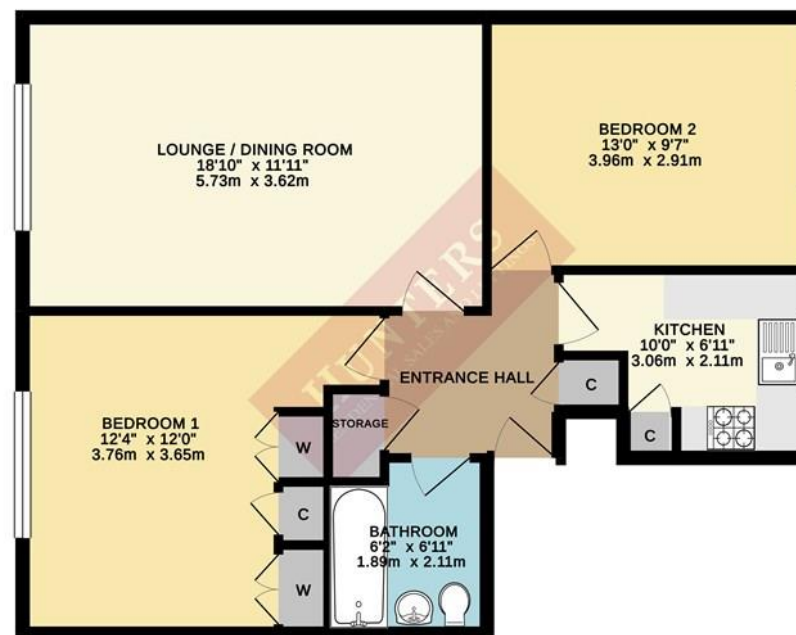 LOUNGE / DINING ROOM
18'10" x 11'11"
5.73m x 3.62m
BEDROOM 2
13'0" x 9'7"
3.96m x 2.91m
HUNTERS
KITCHEN
10'0" x 6'11"
3.06m x 2.11m
ENTRANCE HALL
C
STORAGE
BEDROOM 1
12'4" x 12'0"
3.76m x 3.65m
W
C
C
W
BATHROOM
6'2" x 6'11"
1.89m x 2.11m